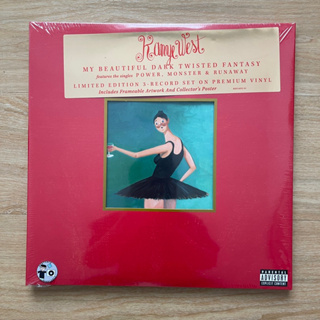 Kanye West
MY BEAUTIFUL DARK TWISTED FANTASY
features the singles POWER, MONSTER & RUNAWAY
LIMITED EDITION 3-RECORD SET ON PREMIUM VINYL
Includes Frameable Artwork And Collector's Poster
PARENTAL
ADVISORY
EXPLICIT CONTENT